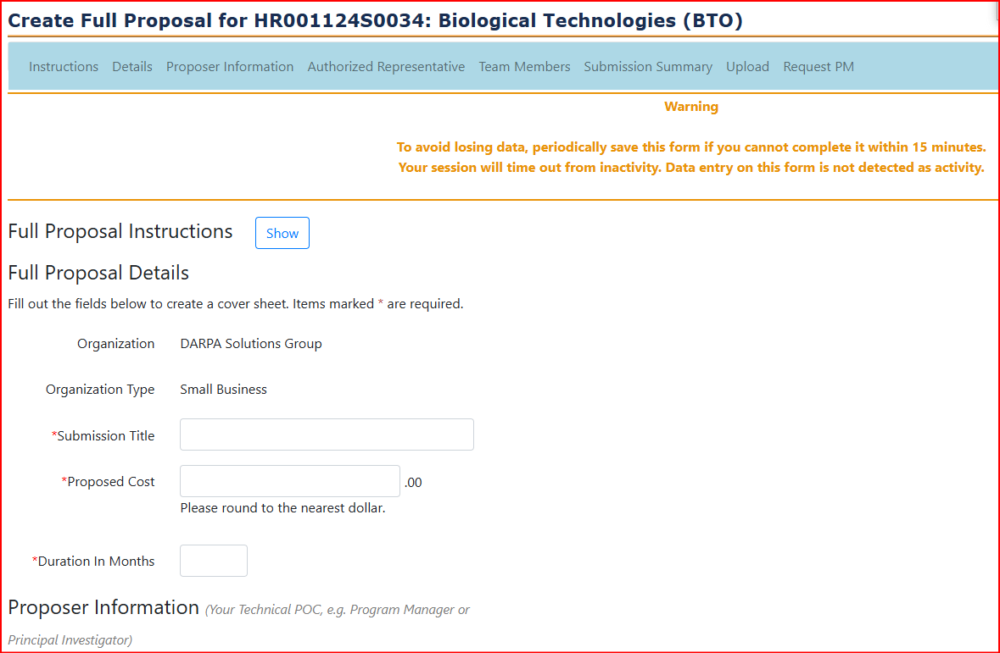 Create Full Proposal for HR001124S0034: Biological Technologies (BTO)
Instructions Details Proposer Information Authorized Representative Team Members Submission Summary Upload Request PM
Warning
To avoid losing data, periodically save this form if you cannot complete it within 15 minutes.
Your session will time out from inactivity. Data entry on this form is not detected as activity.
Full Proposal Instructions Show
Full Proposal Details
Fill out the fields below to create a cover sheet. Items marked * are required.
Organization DARPA Solutions Group
Organization Type Small Business
*Submission Title
*Proposed Cost .00
Please round to the nearest dollar.
*Duration In Months
Proposer Information (Your Technical POC, e.g. Program Manager or
Principal Investigator)